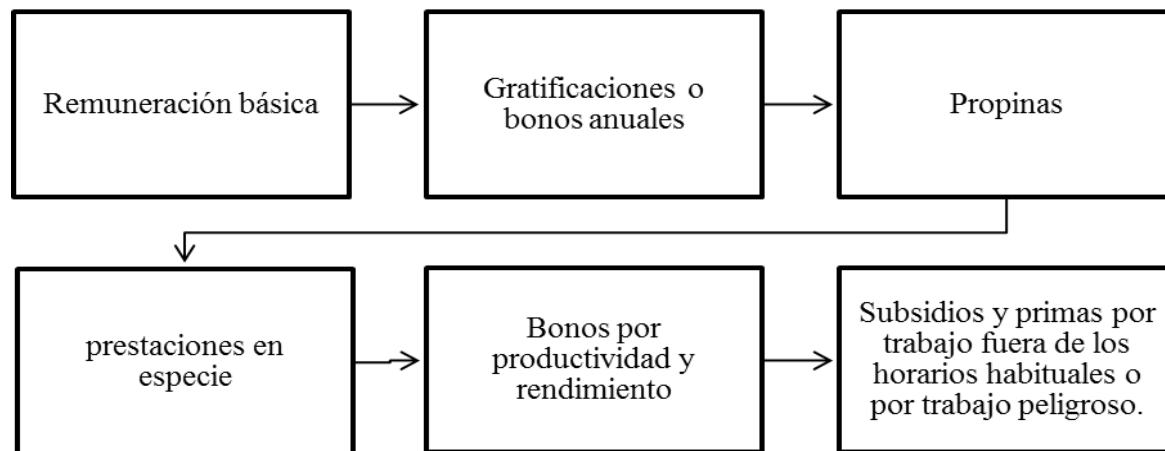 Remuneración básica
Gratificaciones o
bonos anuales
Propinas
prestaciones en
especie
Bonos por
productividad y
rendimiento
Subsidios y primas por
trabajo fuera de los
horarios habituales o
por trabajo peligroso.